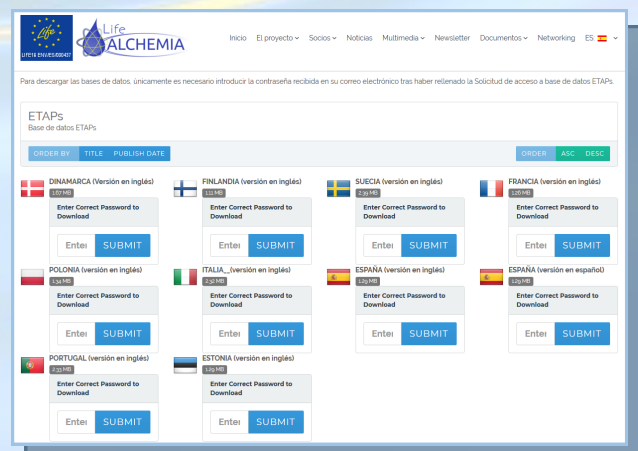 Life
LIFE16 ENV/ES/000437
Life
ALCHEMIA
Inicio El proyecto Socios Noticias Multimedia Newsletter Documentos Networking ES
Para descargar las bases de datos, únicamente es necesario introducir la contraseña recibida en su correo electrónico tras haber rellenado la Solicitud de acceso a base de datos ETAPs.
ETAPs
Base de datos ETAPs
ORDER BY TITLE PUBLISH DATE ORDER ASC DESC
DINAMARCA (Versión en inglés) FINLANDIA (versión en inglés) SUECIA (versión en inglés) FRANCIA (versión en inglés)
1.67 MB 1.11 MB 2.39 MB 1.26 MB
Enter Correct Password to Enter Correct Password to Enter Correct Password to Enter Correct Password to
Download Download Download Download
Enter SUBMIT Enter SUBMIT Enter SUBMIT Enter SUBMIT
POLONIA (versión en inglés) ITALIA__(versión en inglés) ESPAÑA (versión en inglés) ESPAÑA (versión en español)
1.34 MB 2.32 MB 1.29 MB 1.29 MB
Enter Correct Password to Enter Correct Password to Enter Correct Password to Enter Correct Password to
Download Download Download Download
Enter SUBMIT Enter SUBMIT Enter SUBMIT Enter SUBMIT
PORTUGAL (versión en inglés) ESTONIA (versión en inglés)
2.33 MB 1.29 MB
Enter Correct Password to Enter Correct Password to
Download Download
Enter SUBMIT Enter SUBMIT